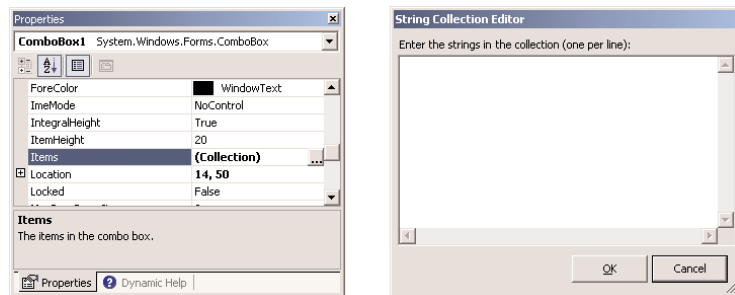 Properties
ComboBox1 System.Windows.Forms.ComboBox
ForeColor WindowText
ImeMode NoControl
IntegralHeight True
ItemHeight 20
Items (Collection) ...
Location 14, 50
Locked False
Items
The items in the combo box.
Properties Dynamic Help
String Collection Editor
Enter the strings in the collection (one per line):
OK Cancel